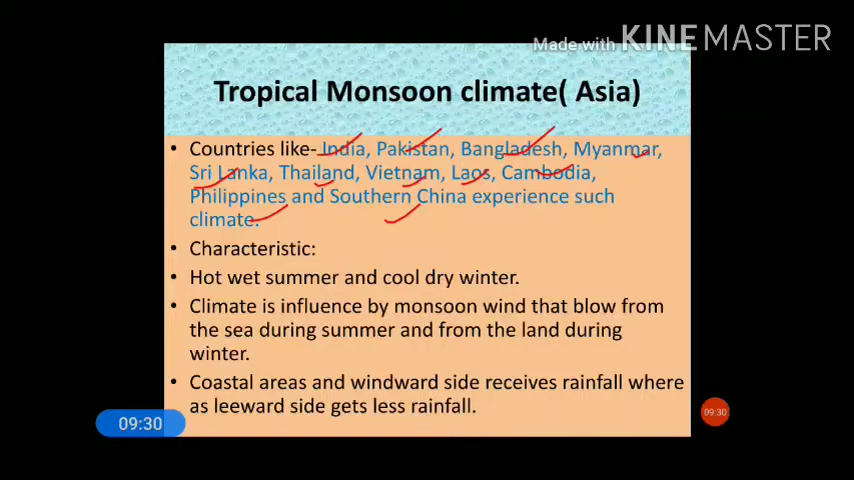 Made with KINEMASTER
Tropical Monsoon climate( Asia)
• Countries like- India, Pakistan, Bangladesh, Myanmar,
Sri Lanka, Thailand, Vietnam, Laos, Cambodia,
Philippines and Southern China experience such
climate.
• Characteristic:
• Hot wet summer and cool dry winter.
• Climate is influence by monsoon wind that blow from
the sea during summer and from the land during
winter.
• Coastal areas and windward side receives rainfall where
as leeward side gets less rainfall.
09:30
09:30